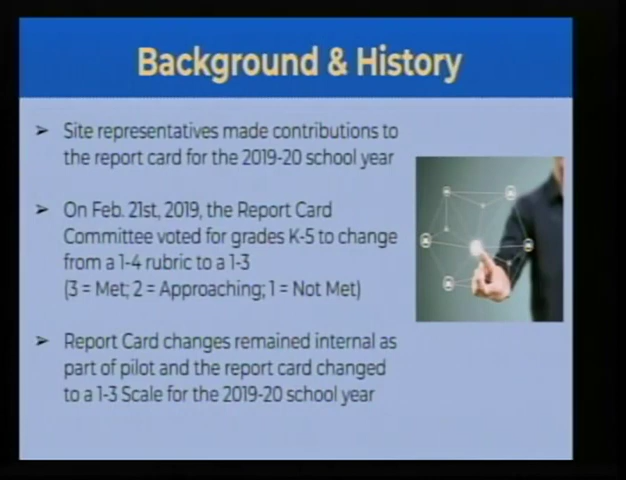 Background & History
➤ Site representatives made contributions to
the report card for the 2019-20 school year
➤ On Feb. 21st, 2019, the Report Card
Committee voted for grades K-5 to change
from a 1-4 rubric to a 1-3
(3 = Met; 2 = Approaching; 1 = Not Met)
➤ Report Card changes remained internal as
part of pilot and the report card changed
to a 1-3 Scale for the 2019-20 school year